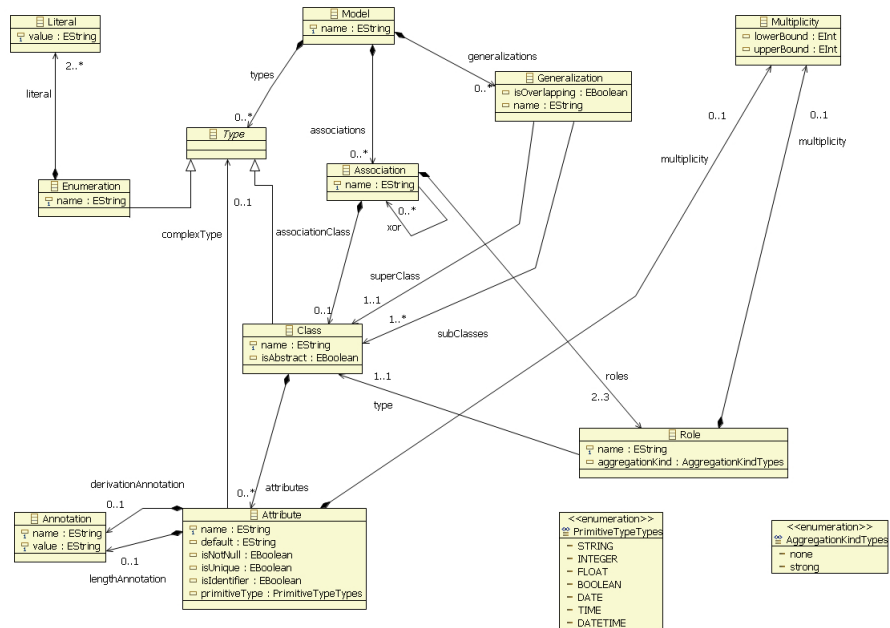 Literal
value : EString
Model
name : EString
Multiplicity
lowerBound : EInt
upperBound : EInt
2..*
literal
types
generalizations
0..*
Generalization
isOverlapping : EBoolean
name : EString
0..*
Type
associations
0..1
0..1
multiplicity
multiplicity
0..*
Association
name : EString
Enumeration
name : EString
0..1
0..*
xor
complexType
associationClass
superClass
0..1
1..1
1..*
subClasses
Class
name : EString
isAbstract : EBoolean
1..1
type
roles
2..3
Role
name : EString
aggregationKind : AggregationKindTypes
derivationAnnotation
0..1
0..*
attributes
Annotation
name : EString
value : EString
0..1
lengthAnnotation
Attribute
name : EString
default : EString
isNotNull : EBoolean
isUnique : EBoolean
isIdentifier : EBoolean
primitiveType : PrimitiveTypeTypes
<<enumeration>>
PrimitiveTypeTypes
STRING
INTEGER
FLOAT
BOOLEAN
DATE
TIME
DATETIME
<<enumeration>>
AggregationKindTypes
none
strong